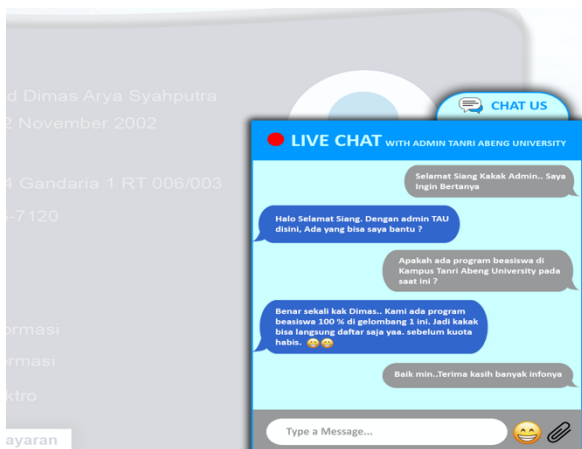 d Dimas Arya Syahputra
2 November 2002
4 Gandaria 1 RT 006/003
-7120
ormasi
rmasi
ktro
ayaran
CHAT US
LIVE CHAT WITH ADMIN TANRI ABENG UNIVERSITY
Selamat Siang Kakak Admin.. Saya
Ingin Bertanya
Halo Selamat Siang. Dengan admin TAU
disini, Ada yang bisa saya bantu ?
Apakah ada program beasiswa di
Kampus Tanri Abeng University pada
saat ini ?
Benar sekali kak Dimas.. Kami ada program
beasiswa 100 % di gelombang 1 ini. Jadi kakak
bisa langsung daftar saja yaa. sebelum kuota
habis. 😁😁
Baik min..Terima kasih banyak infonya
Type a Message...